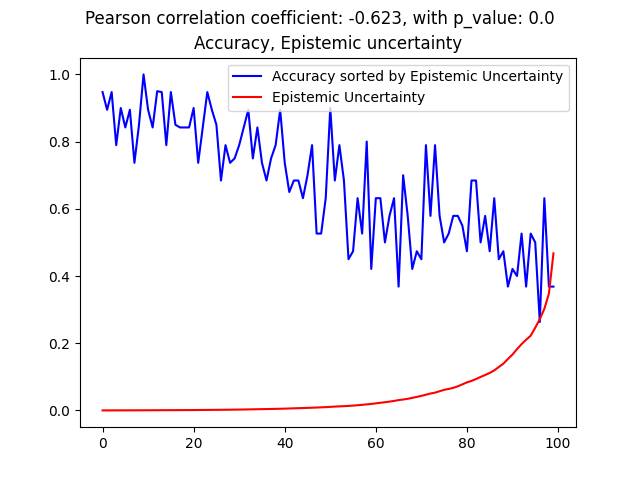 Pearson correlation coefficient: -0.623, with p_value: 0.0
Accuracy, Epistemic uncertainty
Accuracy sorted by Epistemic Uncertainty
Epistemic Uncertainty
1.0
0.8
0.6
0.4
0.2
0.0
0 20 40 60 80 100